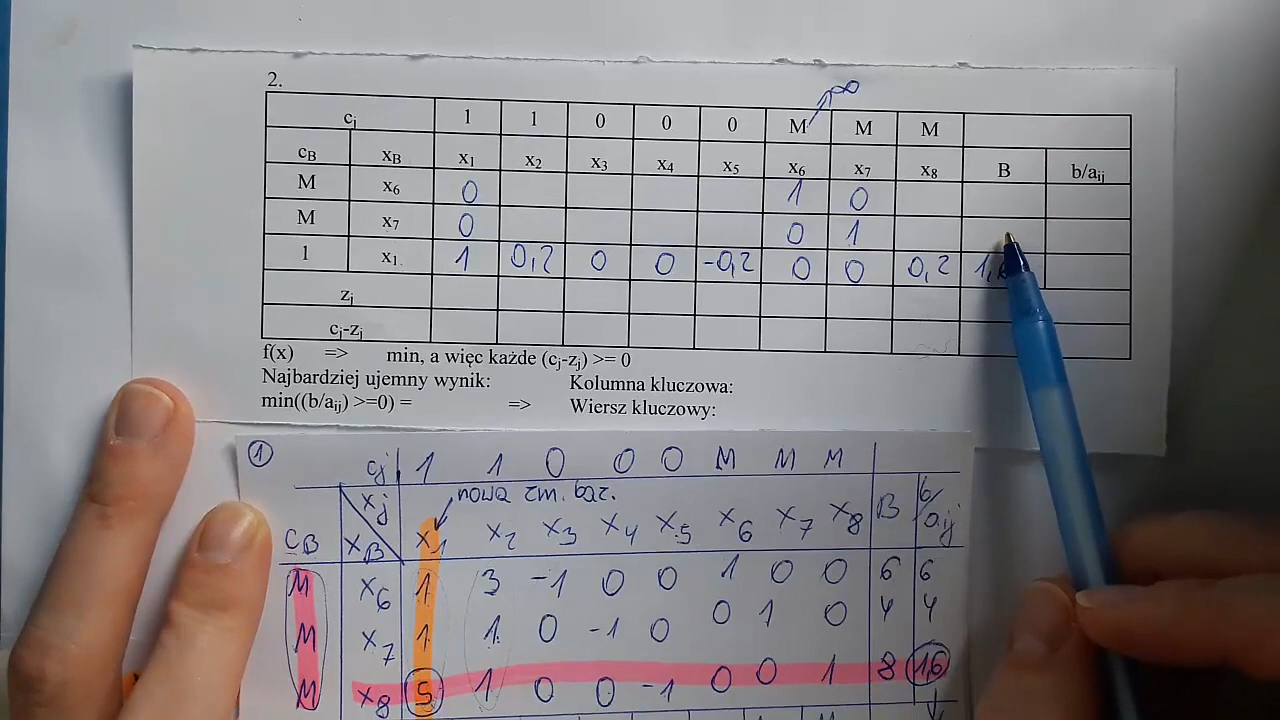 2.
∞
cj 1 1 0 0 0 M M M
cB xB x1 x2 x3 x4 x5 x6 x7 x8 B b/aij
M x6 0 1 0
M x7 0 0 1
1 x1 1 0,2 0 0 -0,2 0 0 0,2
zj
cj-zj
f(x) => min, a więc każde (cj-zj) >= 0
Najbardziej ujemny wynik: Kolumna kluczowa:
min((b/aij) >=0) = => Wiersz kluczowy:
1 cj 1 1 0 0 0 M M M
nowa zm. baz.
cB xj xB x1 x2 x3 x4 x5 x6 x7 x8 B b/aij
M x6 1 3 -1 0 0 1 0 0 6 6
M x7 1 1 0 -1 0 0 1 0 4 4
M x8 5 1 0 0 -1 0 0 1 8 1,6